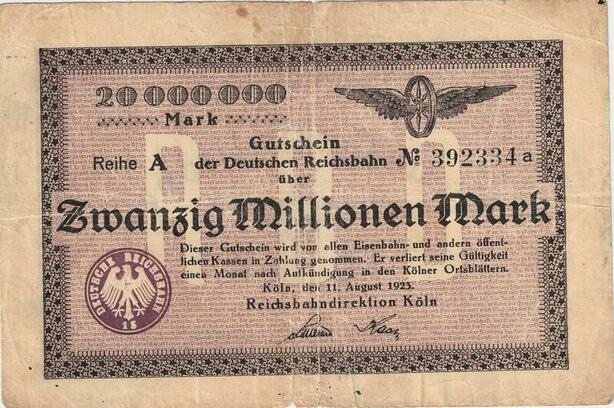 20 000 000
Mark
Gutschein
Reihe A der Deutschen Reichsbahn № 392334 a
über
Zwanzig Millionen Mark
Dieser Gutschein wird von allen Eisenbahn- und andern öffent-
lichen Kassen in Zahlung genommen. Er verliert seine Gültigkeit
einen Monat nach Aufkündigung in den Kölner Ortsblättern.
Köln, den 11. August 1923.
Reichsbahndirektion Köln
DEUTSCHE REICHSBAHN
15